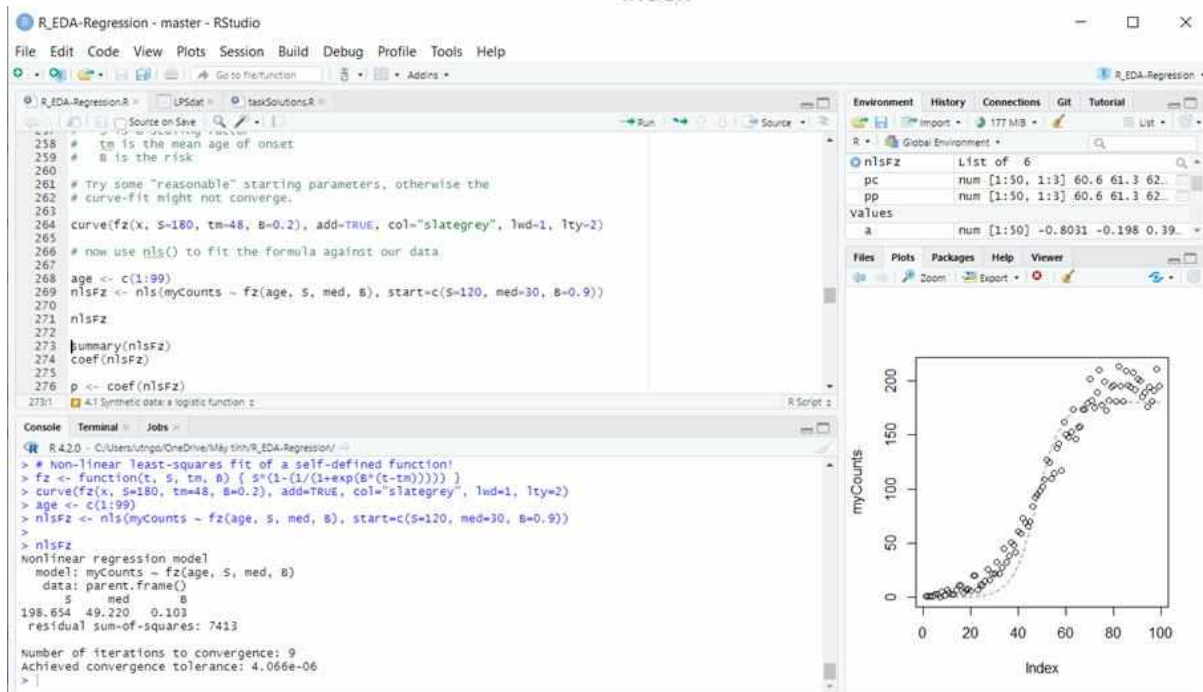 R_EDA-Regression - master - RStudio
File Edit Code View Plots Session Build Debug Profile Tools Help
Go to file/function Addins
R_EDA-Regression
R_EDA-Regression.R LPSdat taskSolutions.R
Source on Save Run Source
258 # tm is the mean age of onset
259 # B is the risk
260
261 # Try some "reasonable" starting parameters, otherwise the
262 # curve-fit might not converge.
263
264 curve(fz(x, S=180, tm=48, B=0.2), add=TRUE, col="slategrey", lwd=1, lty=2)
265
266 # now use nls() to fit the formula against our data
267
268 age <- c(1:99)
269 nlsFz <- nls(myCounts ~ fz(age, S, med, B), start=c(S=120, med=30, B=0.9))
270
271 nlsFz
272
273 summary(nlsFz)
274 coef(nlsFz)
275
276 p <- coef(nlsFz)
273:1 4.1 Synthetic data: a logistic function R Script
Console Terminal Jobs
R 4.2.0 - C:/Users/utngo/OneDrive/Máy tính/R_EDA-Regression/
> # Non-linear least-squares fit of a self-defined function!
> fz <- function(t, S, tm, B) { S*(1-(1/(1+exp(B*(t-tm))))) }
> curve(fz(x, S=180, tm=48, B=0.2), add=TRUE, col="slategrey", lwd=1, lty=2)
> age <- c(1:99)
> nlsFz <- nls(myCounts ~ fz(age, S, med, B), start=c(S=120, med=30, B=0.9))
>
> nlsFz
Nonlinear regression model
model: myCounts ~ fz(age, S, med, B)
data: parent.frame()
S med B
198.654 49.220 0.103
residual sum-of-squares: 7413
Number of iterations to convergence: 9
Achieved convergence tolerance: 4.066e-06
>
Environment History Connections Git Tutorial
Import 177 MiB List
R Global Environment
nlsFz List of 6
pc num [1:50, 1:3] 60.6 61.3 62…
pp num [1:50, 1:3] 60.6 61.3 62…
values
a num [1:50] -0.8031 -0.198 0.39…
Files Plots Packages Help Viewer
Zoom Export
200
150
100
50
0
myCounts
0 20 40 60 80 100
Index